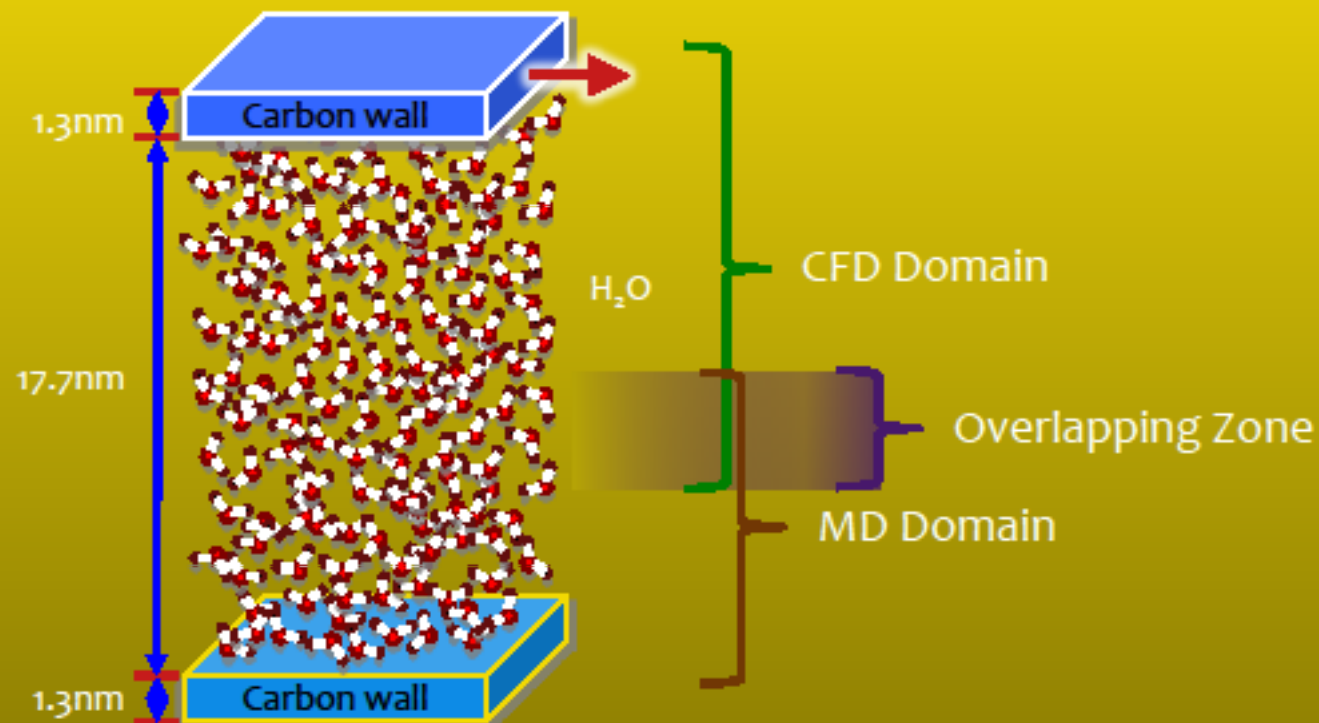 Carbon wall
1.3nm
CFD Domain
H₂O
17.7nm
Overlapping Zone
MD Domain
1.3nm
Carbon wall